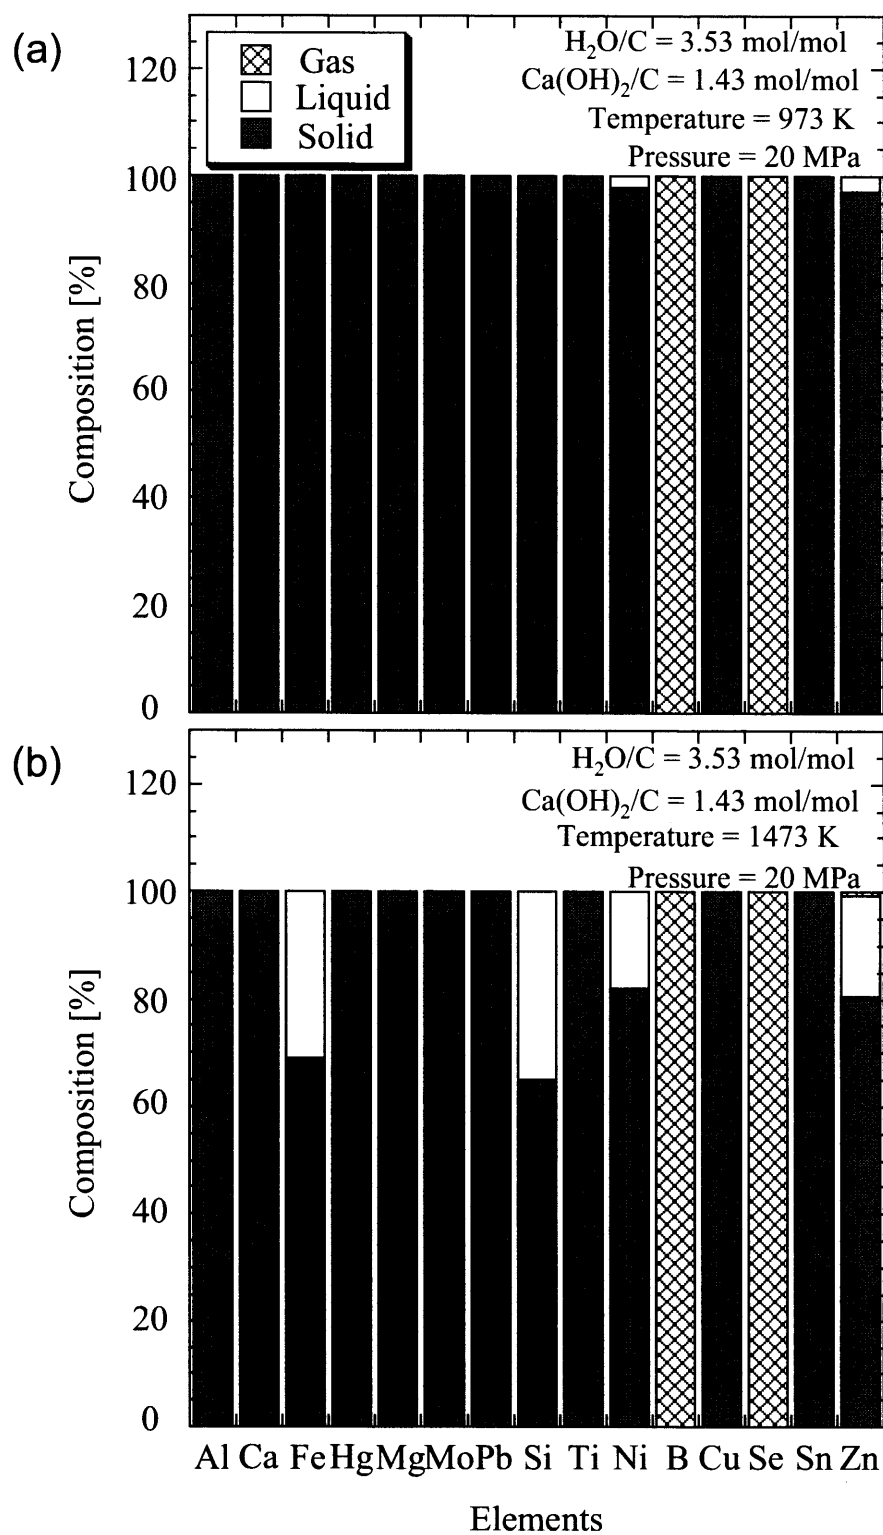 (a)
Gas
Liquid
Solid
H₂O/C = 3.53 mol/mol
Ca(OH)₂/C = 1.43 mol/mol
Temperature = 973 K
Pressure = 20 MPa
Composition [%]
120
100
80
60
40
20
0
(b)
H₂O/C = 3.53 mol/mol
Ca(OH)₂/C = 1.43 mol/mol
Temperature = 1473 K
Pressure = 20 MPa
Composition [%]
120
100
80
60
40
20
0
Al Ca Fe Hg Mg Mo Pb Si Ti Ni B Cu Se Sn Zn
Elements